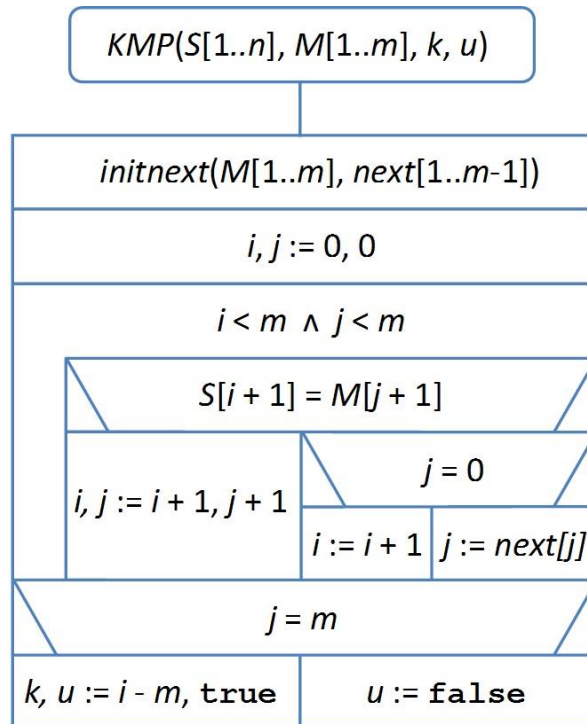 KMP(S[1..n], M[1..m], k, u)
initnext(M[1..m], next[1..m-1])
i, j := 0, 0
i < m ∧ j < m
S[i + 1] = M[j + 1]
j = 0
i, j := i + 1, j + 1
i := i + 1
j := next[j]
j = m
k, u := i - m, true
u := false